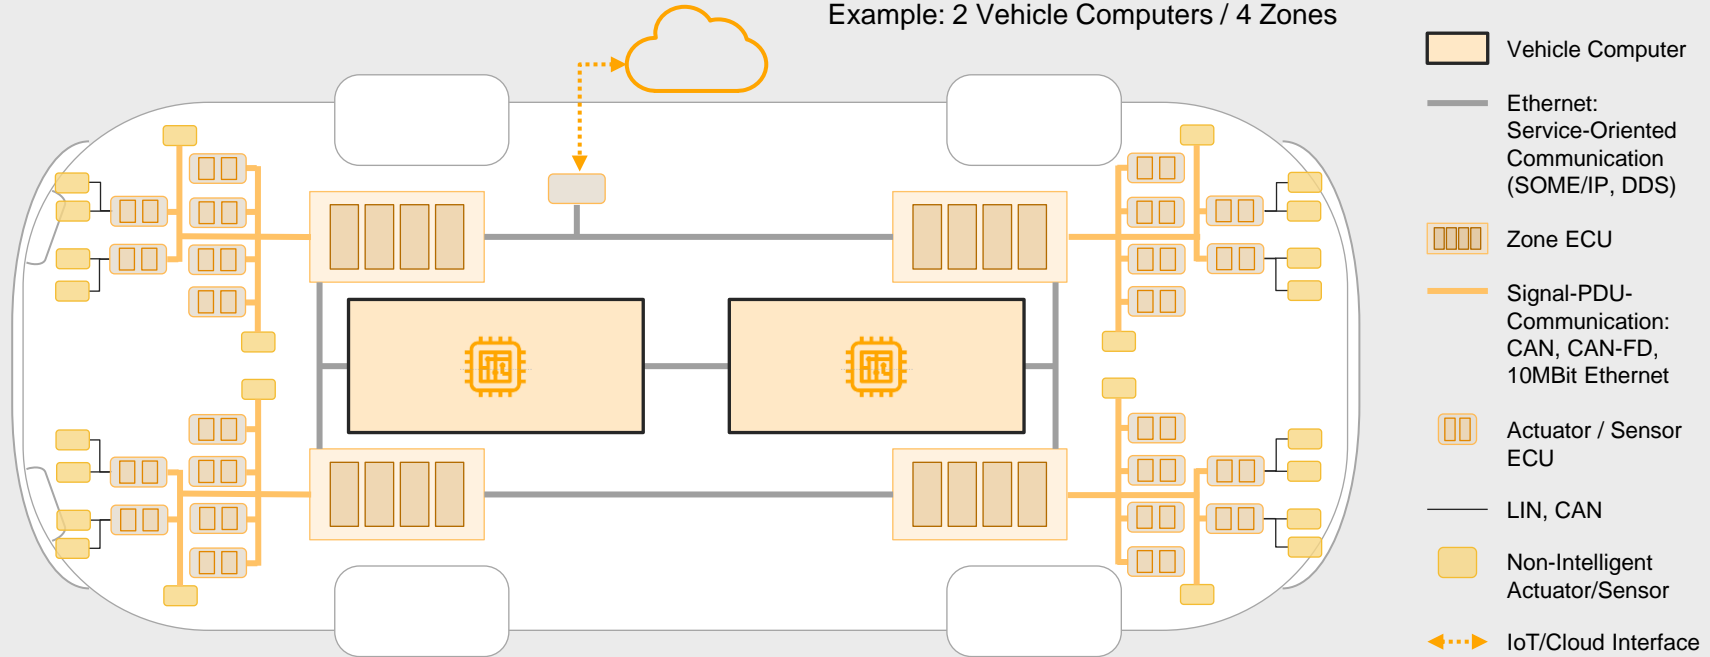 Example: 2 Vehicle Computers / 4 Zones
Vehicle Computer
Ethernet:
Service-Oriented
Communication
(SOME/IP, DDS)
Zone ECU
Signal-PDU-
Communication:
CAN, CAN-FD,
10MBit Ethernet
Actuator / Sensor
ECU
LIN, CAN
Non-Intelligent
Actuator/Sensor
IoT/Cloud Interface